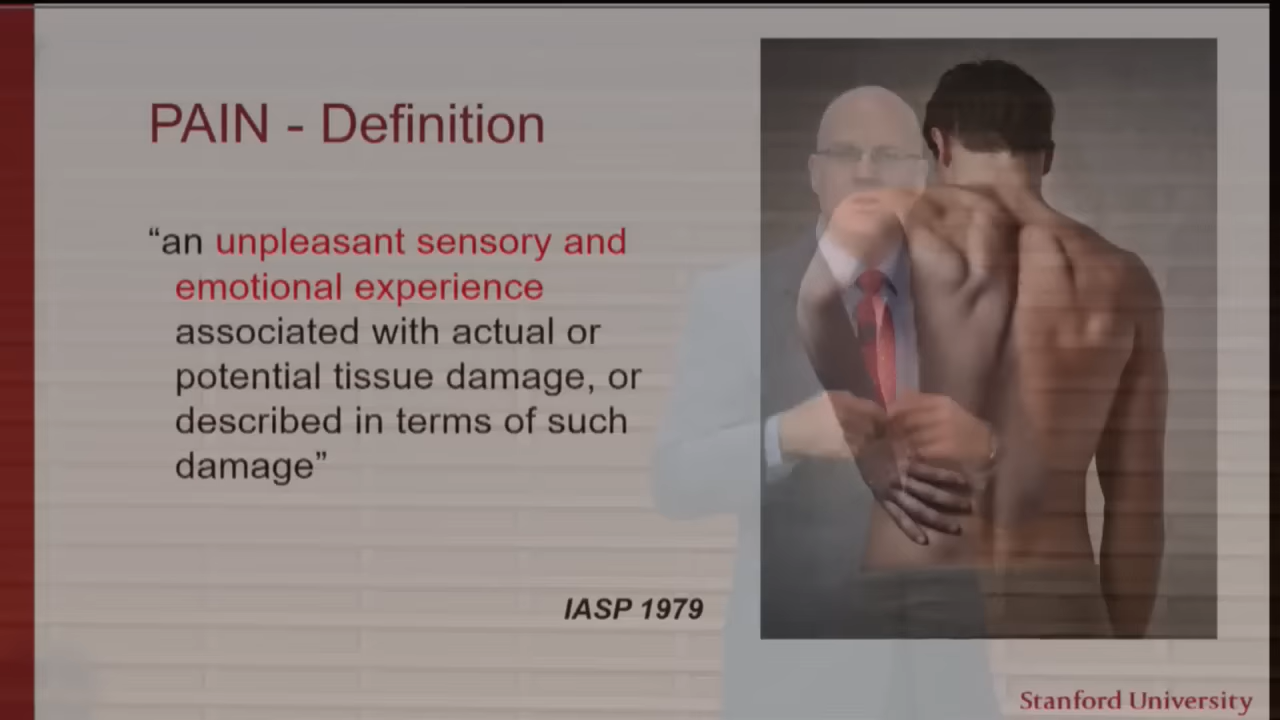 PAIN - Definition
“an unpleasant sensory and
emotional experience
associated with actual or
potential tissue damage, or
described in terms of such
damage”
IASP 1979
Stanford University